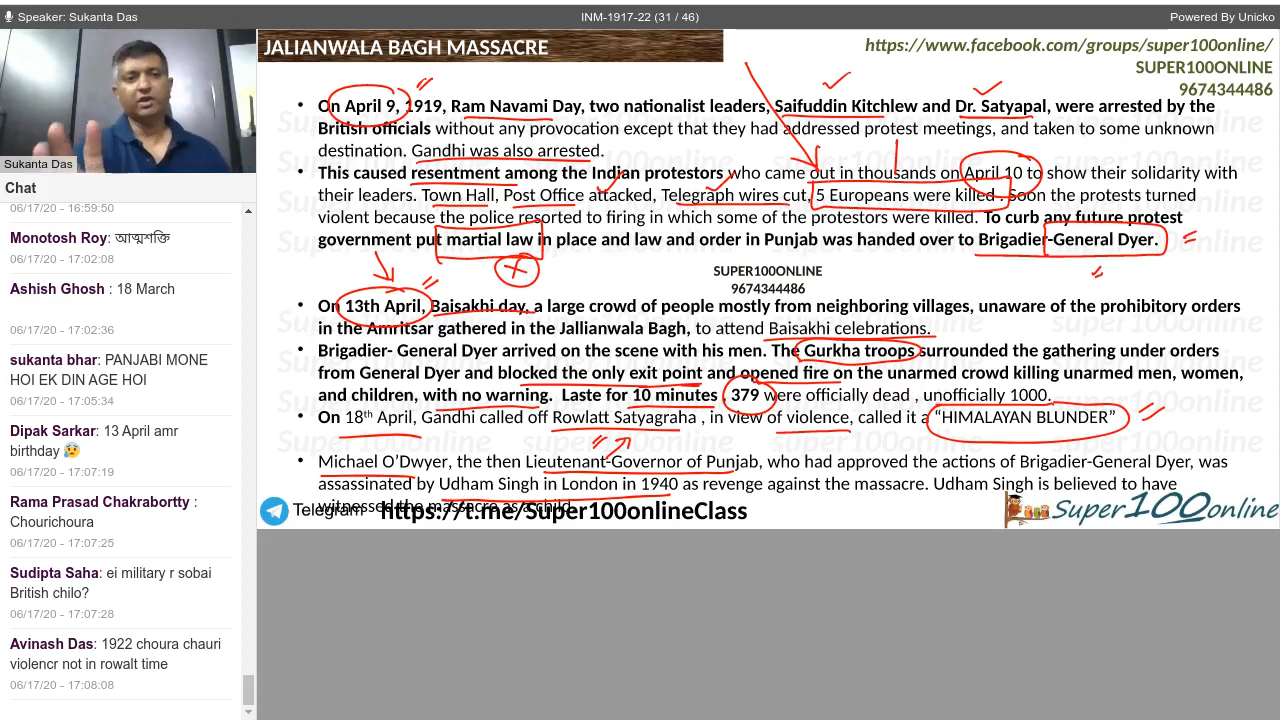 Speaker: Sukanta Das
INM-1917-22 (31 / 46)
Powered By Unicko
Sukanta Das
Chat
06/17/20 - 16:59:50
Monotosh Roy: আত্মশক্তি
06/17/20 - 17:02:08
Ashish Ghosh : 18 March
06/17/20 - 17:02:36
sukanta bhar: PANJABI MONE
HOI EK DIN AGE HOI
06/17/20 - 17:05:34
Dipak Sarkar: 13 April amr
birthday 😰
06/17/20 - 17:07:19
Rama Prasad Chakrabortty :
Chourichoura
06/17/20 - 17:07:25
Sudipta Saha: ei military r sobai
British chilo?
06/17/20 - 17:07:28
Avinash Das: 1922 choura chauri
violencr not in rowalt time
06/17/20 - 17:08:08
JALIANWALA BAGH MASSACRE
https://www.facebook.com/groups/super100online/
SUPER100ONLINE
9674344486
• On April 9, 1919, Ram Navami Day, two nationalist leaders, Saifuddin Kitchlew and Dr. Satyapal, were arrested by the
British officials without any provocation except that they had addressed protest meetings, and taken to some unknown
destination. Gandhi was also arrested.
• This caused resentment among the Indian protestors who came out in thousands on April 10 to show their solidarity with
their leaders. Town Hall, Post Office attacked, Telegraph wires cut, 5 Europeans were killed . Soon the protests turned
violent because the police resorted to firing in which some of the protestors were killed. To curb any future protest
government put martial law in place and law and order in Punjab was handed over to Brigadier-General Dyer.
SUPER100ONLINE
9674344486
• On 13th April, Baisakhi day, a large crowd of people mostly from neighboring villages, unaware of the prohibitory orders
in the Amritsar gathered in the Jallianwala Bagh, to attend Baisakhi celebrations.
• Brigadier- General Dyer arrived on the scene with his men. The Gurkha troops surrounded the gathering under orders
from General Dyer and blocked the only exit point and opened fire on the unarmed crowd killing unarmed men, women,
and children, with no warning. Laste for 10 minutes , 379 were officially dead , unofficially 1000.
• On 18th April, Gandhi called off Rowlatt Satyagraha , in view of violence, called it a “HIMALAYAN BLUNDER”
• Michael O’Dwyer, the then Lieutenant-Governor of Punjab, who had approved the actions of Brigadier-General Dyer, was
assassinated by Udham Singh in London in 1940 as revenge against the massacre. Udham Singh is believed to have
witnessed the massacre as a child.
Telegram https://t.me/Super100onlineClass
Super100online